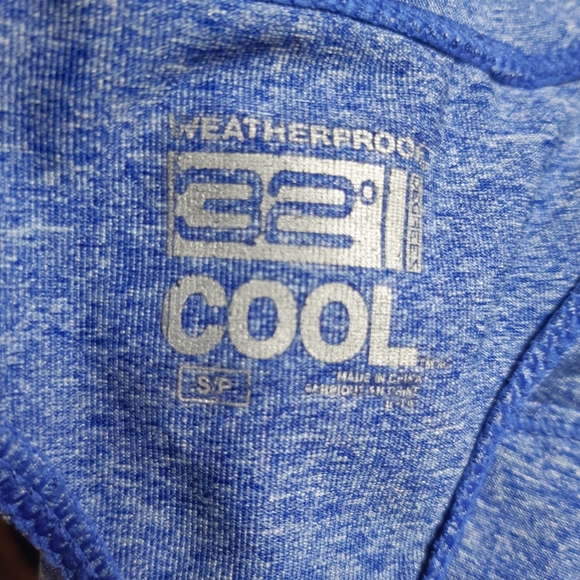 WEATHERPROOF
32° DEGREES
COOL
S/P
MADE IN CHINA